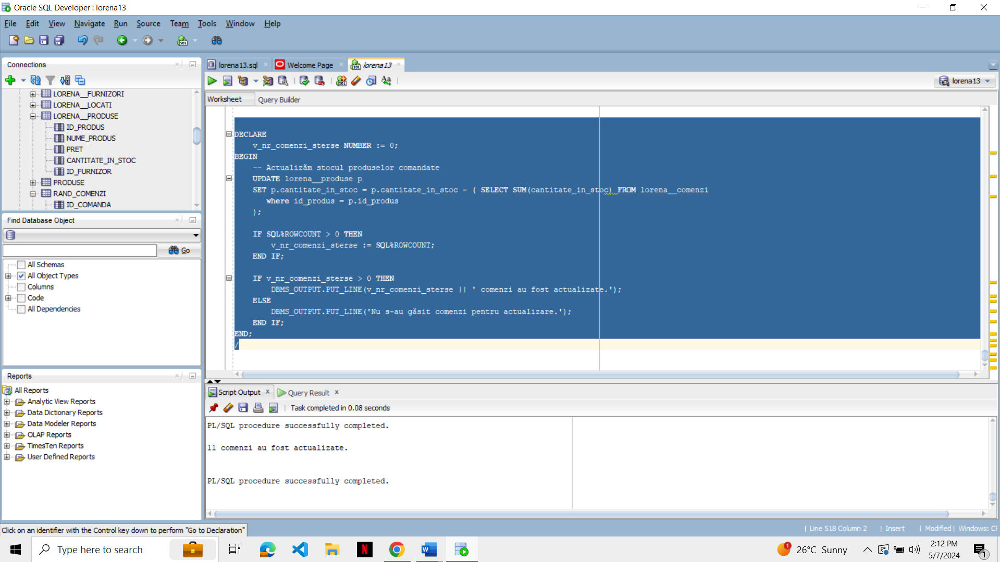 Oracle SQL Developer : lorena13
File Edit View Navigate Run Source Team Tools Window Help
Connections
LORENA__FURNIZORI
LORENA__LOCATI
LORENA__PRODUSE
ID_PRODUS
NUME_PRODUS
PRET
CANTITATE_IN_STOC
ID_FURNIZOR
PRODUSE
RAND_COMENZI
ID_COMANDA
Find Database Object
Go
All Schemas
All Object Types
Columns
Code
All Dependencies
Reports
All Reports
Analytic View Reports
Data Dictionary Reports
Data Modeler Reports
OLAP Reports
TimesTen Reports
User Defined Reports
lorena13.sql Welcome Page lorena13
lorena13
Worksheet Query Builder
DECLARE
v_nr_comenzi_sterse NUMBER := 0;
BEGIN
-- Actualizăm stocul produselor comandate
UPDATE lorena__produse p
SET p.cantitate_in_stoc = p.cantitate_in_stoc - ( SELECT SUM(cantitate_in_stoc) FROM lorena__comenzi
where id_produs = p.id_produs
);
IF SQL%ROWCOUNT > 0 THEN
v_nr_comenzi_sterse := SQL%ROWCOUNT;
END IF;
IF v_nr_comenzi_sterse > 0 THEN
DBMS_OUTPUT.PUT_LINE(v_nr_comenzi_sterse || ' comenzi au fost actualizate.');
ELSE
DBMS_OUTPUT.PUT_LINE('Nu s-au găsit comenzi pentru actualizare.');
END IF;
END;
/
Script Output Query Result
Task completed in 0.08 seconds
PL/SQL procedure successfully completed.
11 comenzi au fost actualizate.
PL/SQL procedure successfully completed.
Click on an identifier with the Control key down to perform "Go to Declaration"
Line 518 Column 2 Insert Modified Windows: CF
Type here to search
1
26°C Sunny
2:12 PM
5/7/2024
1